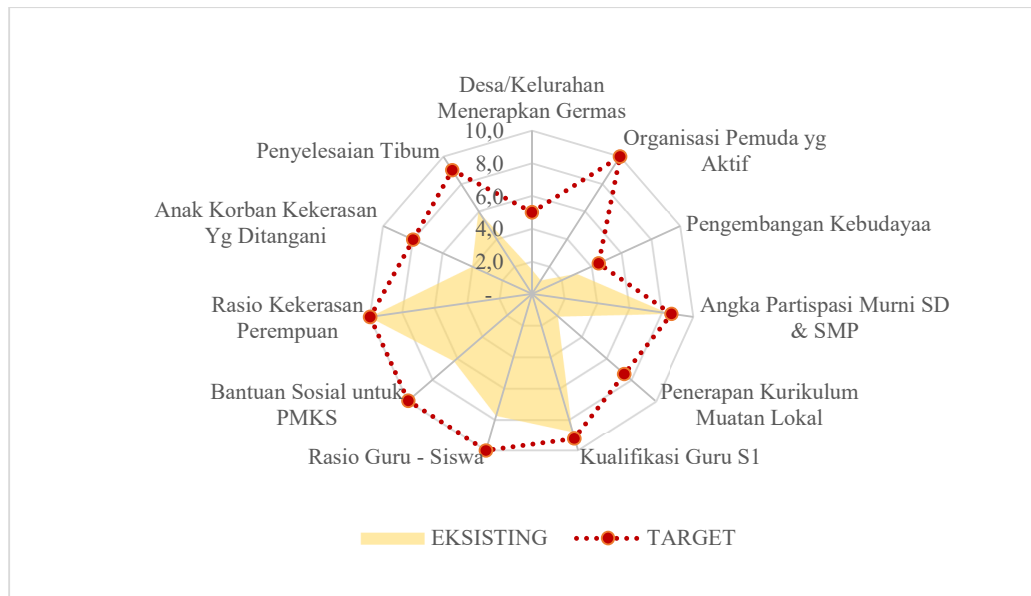 Desa/Kelurahan
Menerapkan Germas
Organisasi Pemuda yg
Aktif
Pengembangan Kebudayaa
Angka Partispasi Murni SD
& SMP
Penerapan Kurikulum
Muatan Lokal
Kualifikasi Guru S1
Rasio Guru - Siswa
Bantuan Sosial untuk
PMKS
Rasio Kekerasan
Perempuan
Anak Korban Kekerasan
Yg Ditangani
Penyelesaian Tibum
10,0
8,0
6,0
4,0
2,0
-
EKSISTING
TARGET